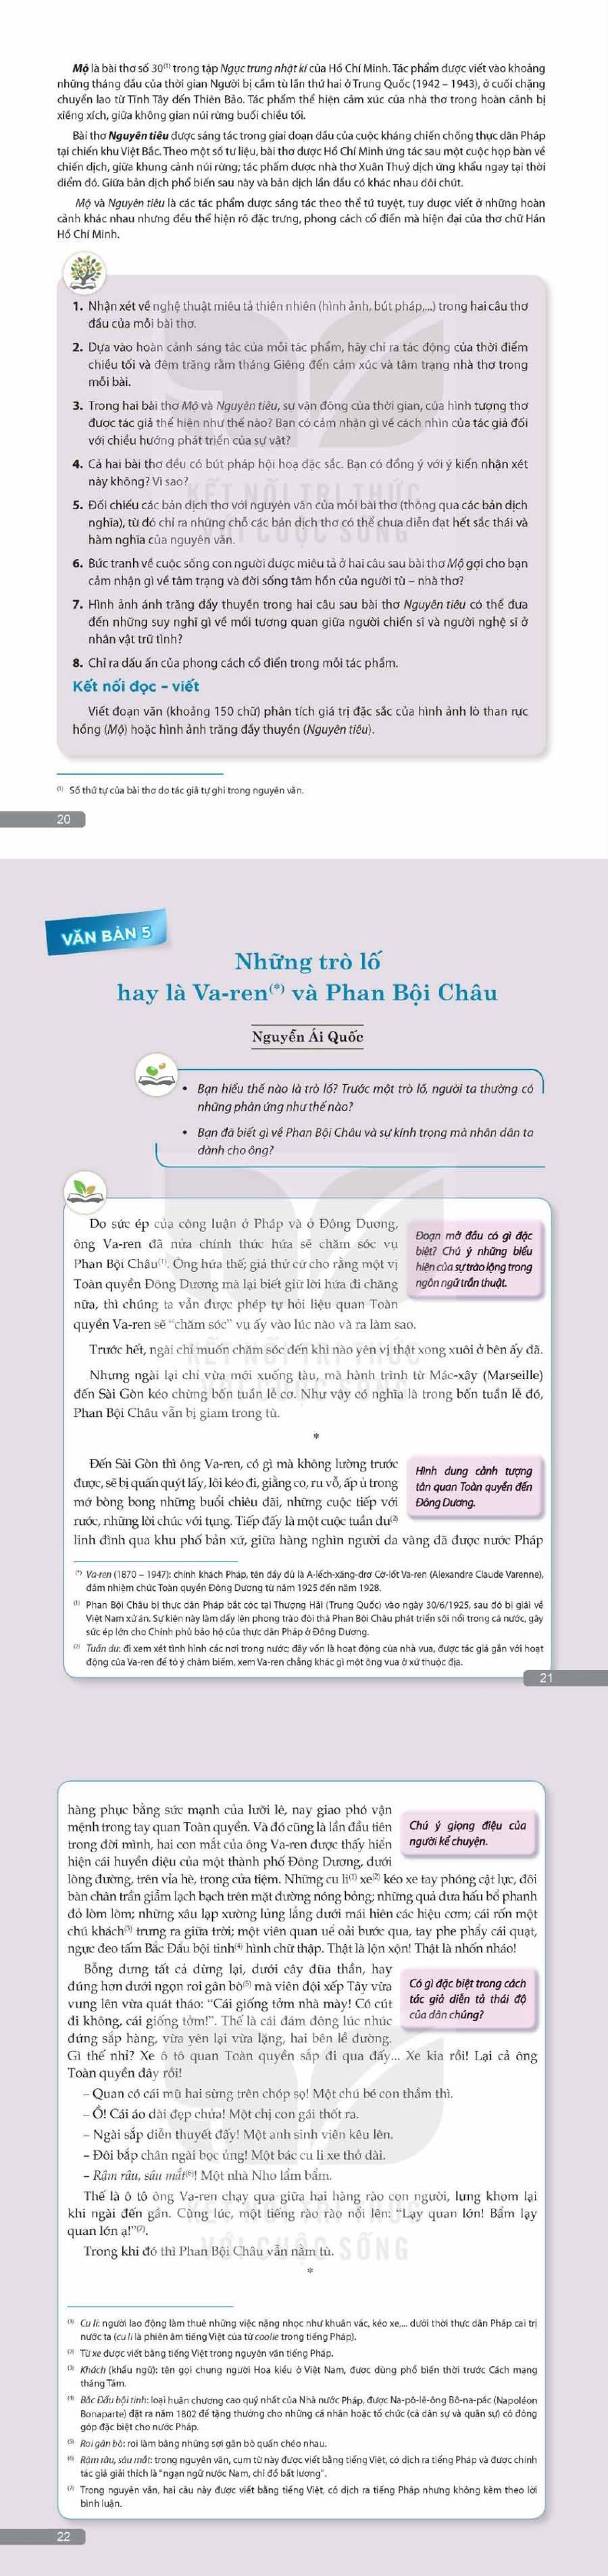 Mộ là bài thơ số 30(1) trong tập Ngục trung nhật kí của Hồ Chí Minh. Tác phẩm được viết vào khoảng
những tháng đầu của thời gian Người bị cầm tù lần thứ hai ở Trung Quốc (1942 – 1943), ở cuối chặng
chuyển lao từ Tĩnh Tây đến Thiên Bảo. Tác phẩm thể hiện cảm xúc của nhà thơ trong hoàn cảnh bị
xiềng xích, giữa không gian núi rừng buổi chiều tối.
Bài thơ Nguyên tiêu được sáng tác trong giai đoạn đầu của cuộc kháng chiến chống thực dân Pháp
tại chiến khu Việt Bắc. Theo một số tư liệu, bài thơ được Hồ Chí Minh ứng tác sau một cuộc họp bàn về
chiến dịch, giữa khung cảnh núi rừng; tác phẩm được nhà thơ Xuân Thuỷ dịch ứng khẩu ngay tại thời
điểm đó. Giữa bản dịch phổ biến sau này và bản dịch lần đầu có khác nhau đôi chút.
Mộ và Nguyên tiêu là các tác phẩm được sáng tác theo thể tứ tuyệt, tuy được viết ở những hoàn
cảnh khác nhau nhưng đều thể hiện rõ đặc trưng, phong cách cổ điển mà hiện đại của thơ chữ Hán
Hồ Chí Minh.
1. Nhận xét về nghệ thuật miêu tả thiên nhiên (hình ảnh, bút pháp,...) trong hai câu thơ
đầu của mỗi bài thơ.
2. Dựa vào hoàn cảnh sáng tác của mỗi tác phẩm, hãy chỉ ra tác động của thời điểm
chiều tối và đêm trăng rằm tháng Giêng đến cảm xúc và tâm trạng nhà thơ trong
mỗi bài.
3. Trong hai bài thơ Mộ và Nguyên tiêu, sự vận động của thời gian, của hình tượng thơ
được tác giả thể hiện như thế nào? Bạn có cảm nhận gì về cách nhìn của tác giả đối
với chiều hướng phát triển của sự vật?
4. Cả hai bài thơ đều có bút pháp hội hoạ đặc sắc. Bạn có đồng ý với ý kiến nhận xét
này không? Vì sao?
5. Đối chiếu các bản dịch thơ với nguyên văn của mỗi bài thơ (thông qua các bản dịch
nghĩa), từ đó chỉ ra những chỗ các bản dịch thơ có thể chưa diễn đạt hết sắc thái và
hàm nghĩa của nguyên văn.
6. Bức tranh về cuộc sống con người được miêu tả ở hai câu sau bài thơ Mộ gợi cho bạn
cảm nhận gì về tâm trạng và đời sống tâm hồn của người tù – nhà thơ?
7. Hình ảnh ánh trăng đầy thuyền trong hai câu sau bài thơ Nguyên tiêu có thể đưa
đến những suy nghĩ gì về mối tương quan giữa người chiến sĩ và người nghệ sĩ ở
nhân vật trữ tình?
8. Chỉ ra dấu ấn của phong cách cổ điển trong mỗi tác phẩm.
Kết nối đọc – viết
Viết đoạn văn (khoảng 150 chữ) phân tích giá trị đặc sắc của hình ảnh lò than rực
hồng (Mộ) hoặc hình ảnh trăng đầy thuyền (Nguyên tiêu).
KẾT NỐI TRI THỨC
VỚI CUỘC SỐNG
(1) Số thứ tự của bài thơ do tác giả tự ghi trong nguyên văn.
20
VĂN BẢN 5
Những trò lố
hay là Va-ren(*) và Phan Bội Châu
Nguyễn Ái Quốc
• Bạn hiểu thế nào là trò lố? Trước một trò lố, người ta thường có
những phản ứng như thế nào?
• Bạn đã biết gì về Phan Bội Châu và sự kính trọng mà nhân dân ta
dành cho ông?
Do sức ép của công luận ở Pháp và ở Đông Dương,
ông Va-ren đã nửa chính thức hứa sẽ chăm sóc vụ
Phan Bội Châu(1). Ông hứa thế; giả thử cứ cho rằng một vị
Toàn quyền Đông Dương mà lại biết giữ lời hứa đi chăng
nữa, thì chúng ta vẫn được phép tự hỏi liệu quan Toàn
quyền Va-ren sẽ “chăm sóc” vụ ấy vào lúc nào và ra làm sao.
Đoạn mở đầu có gì đặc
biệt? Chú ý những biểu
hiện của sự trào lộng trong
ngôn ngữ trần thuật.
Trước hết, ngài chỉ muốn chăm sóc đến khi nào yên vị thật xong xuôi ở bên ấy đã.
Nhưng ngài lại chỉ vừa mới xuống tàu, mà hành trình từ Mác-xây (Marseille)
đến Sài Gòn kéo chừng bốn tuần lễ cơ. Như vậy có nghĩa là trong bốn tuần lễ đó,
Phan Bội Châu vẫn bị giam trong tù.
KẾT NỐI TRI THỨC
VỚI CUỘC SỐNG
*
Đến Sài Gòn thì ông Va-ren, có gì mà không lường trước
được, sẽ bị quấn quýt lấy, lôi kéo đi, giằng co, ru vỗ, ấp ủ trong
mớ bòng bong những buổi chiêu đãi, những cuộc tiếp với
rước, những lời chúc với tụng. Tiếp đấy là một cuộc tuần du(2)
linh đình qua khu phố bản xứ, giữa hàng nghìn người da vàng đã được nước Pháp
Hình dung cảnh tượng
tân quan Toàn quyền đến
Đông Dương.
(*) Va-ren (1870 – 1947): chính khách Pháp, tên đầy đủ là A-lếch-xăng-đrơ Cờ-lốt Va-ren (Alexandre Claude Varenne),
đảm nhiệm chức Toàn quyền Đông Dương từ năm 1925 đến năm 1928.
(1) Phan Bội Châu bị thực dân Pháp bắt cóc tại Thượng Hải (Trung Quốc) vào ngày 30/6/1925, sau đó bị giải về
Việt Nam xử án. Sự kiện này làm dấy lên phong trào đòi thả Phan Bội Châu phát triển sôi nổi trong cả nước, gây
sức ép lớn cho Chính phủ bảo hộ của thực dân Pháp ở Đông Dương.
(2) Tuần du: đi xem xét tình hình các nơi trong nước; đây vốn là hoạt động của nhà vua, được tác giả gắn với hoạt
động của Va-ren để tỏ ý châm biếm, xem Va-ren chẳng khác gì một ông vua ở xứ thuộc địa.
21
hàng phục bằng sức mạnh của lưỡi lê, nay giao phó vận
mệnh trong tay quan Toàn quyền. Và đó cũng là lần đầu tiên
trong đời mình, hai con mắt của ông Va-ren được thấy hiển
hiện cái huyền diệu của một thành phố Đông Dương, dưới
lòng đường, trên vỉa hè, trong cửa tiệm. Những cu li(1) xe(2) kéo xe tay phóng cật lực, đôi
bàn chân trần giẫm lạch bạch trên mặt đường nóng bỏng; những quả dưa hấu bổ phanh
đỏ lòm lòm; những xâu lạp xường lủng lẳng dưới mái hiên các hiệu cơm; cái rốn một
chú khách(3) trưng ra giữa trời; một viên quan uể oải bước qua, tay phe phẩy cái quạt,
ngực đeo tấm Bắc Đẩu bội tinh(4) hình chữ thập. Thật là lộn xộn! Thật là nhốn nháo!
Chú ý giọng điệu của
người kể chuyện.
Bỗng dưng tất cả dừng lại, dưới cây đũa thần, hay
đúng hơn dưới ngọn roi gân bò(5) mà viên đội xếp Tây vừa
vung lên vừa quát tháo: “Cái giống tởm nhà mày! Có cút
đi không, cái giống tởm!”. Thế là cái đám đông lúc nhúc
đứng sắp hàng, vừa yên lại vừa lặng, hai bên lề đường.
Gì thế nhỉ? Xe ô tô quan Toàn quyền sắp đi qua đấy... Xe kia rồi! Lại cả ông
Toàn quyền đây rồi!
Có gì đặc biệt trong cách
tác giả diễn tả thái độ
của dân chúng?
– Quan có cái mũ hai sừng trên chóp sọ! Một chú bé con thầm thì.
– Ồ! Cái áo dài đẹp chửa! Một chị con gái thốt ra.
– Ngài sắp diễn thuyết đấy! Một anh sinh viên kêu lên.
– Đôi bắp chân ngài bọc ủng! Một bác cu li xe thở dài.
– Rậm râu, sâu mắt(6)! Một nhà Nho lẩm bẩm.
Thế là ô tô ông Va-ren chạy qua giữa hai hàng rào con người, lưng khom lại
khi ngài đến gần. Cùng lúc, một tiếng rào rào nổi lên: “Lạy quan lớn! Bẩm lạy
quan lớn ạ!”(7).
Trong khi đó thì Phan Bội Châu vẫn nằm tù.
KẾT NỐI TRI THỨC
VỚI CUỘC SỐNG
*
(1) Cu li: người lao động làm thuê những việc nặng nhọc như khuân vác, kéo xe,... dưới thời thực dân Pháp cai trị
nước ta (cu li là phiên âm tiếng Việt của từ coolie trong tiếng Pháp).
(2) Từ xe được viết bằng tiếng Việt trong nguyên văn tiếng Pháp.
(3) Khách (khẩu ngữ): tên gọi chung người Hoa kiều ở Việt Nam, được dùng phổ biến thời trước Cách mạng
tháng Tám.
(4) Bắc Đẩu bội tinh: loại huân chương cao quý nhất của Nhà nước Pháp, được Na-pô-lê-ông Bô-na-pác (Napoléon
Bonaparte) đặt ra năm 1802 để tặng thưởng cho những cá nhân hoặc tổ chức (cả dân sự và quân sự) có đóng
góp đặc biệt cho nước Pháp.
(5) Roi gân bò: roi làm bằng những sợi gân bò quấn chéo nhau.
(6) Rậm râu, sâu mắt: trong nguyên văn, cụm từ này được viết bằng tiếng Việt, có dịch ra tiếng Pháp và được chính
tác giả giải thích là “ngạn ngữ nước Nam, chỉ đồ bất lương”.
(7) Trong nguyên văn, hai câu này được viết bằng tiếng Việt, có dịch ra tiếng Pháp nhưng không kèm theo lời
bình luận.
22